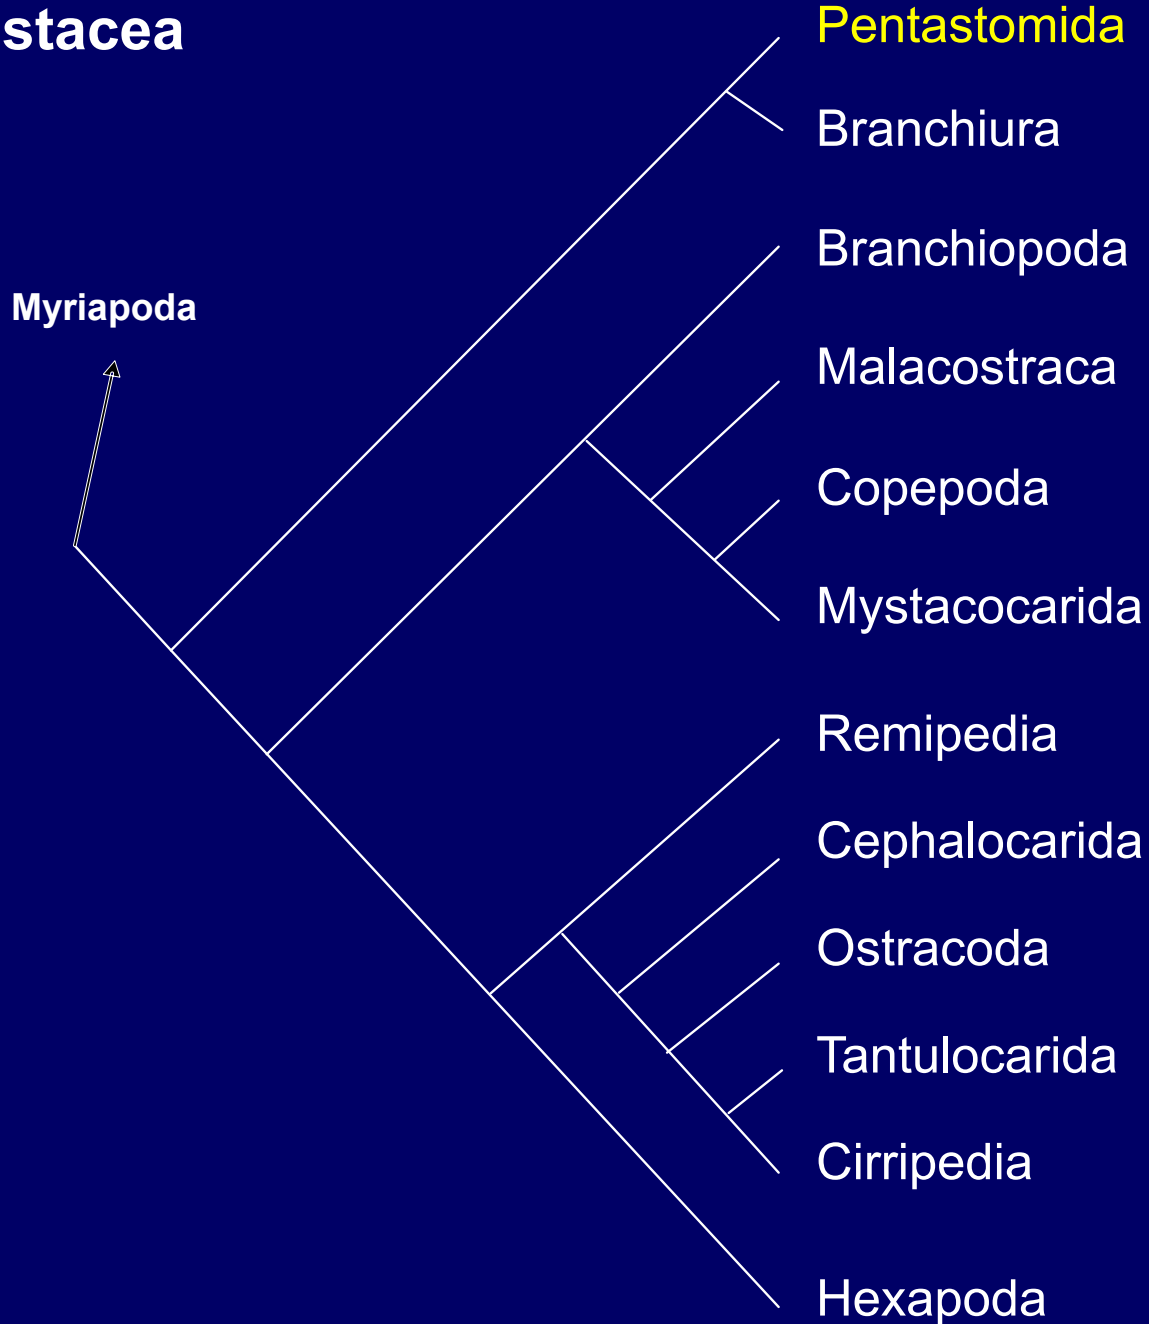 stacea
Pentastomida
Branchiura
Branchiopoda
Myriapoda
Malacostraca
Copepoda
Mystacocarida
Remipedia
Cephalocarida
Ostracoda
Tantulocarida
Cirripedia
Hexapoda